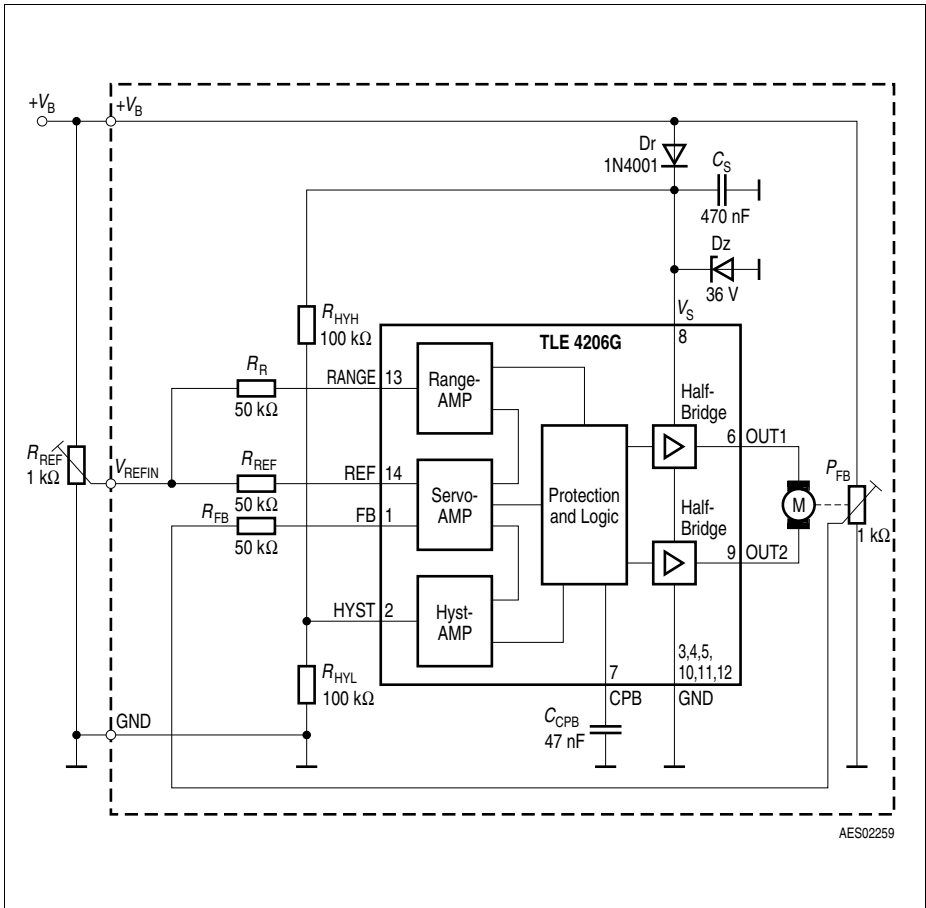 +VB
+VB
Dr
1N4001
CS
470 nF
Dz
36 V
RHYH
100 kΩ
VS
8
TLE 4206G
RR
50 kΩ
RANGE 13
Range-
AMP
Half-
Bridge
6 OUT1
RREF
1 kΩ
VREFIN
RREF
50 kΩ
REF 14
RFB
50 kΩ
FB 1
Servo-
AMP
Protection
and Logic
M
PFB
1 kΩ
Half-
Bridge
9 OUT2
HYST 2
Hyst-
AMP
RHYL
100 kΩ
7
CPB
3,4,5,
10,11,12
GND
GND
CCPB
47 nF
AES02259